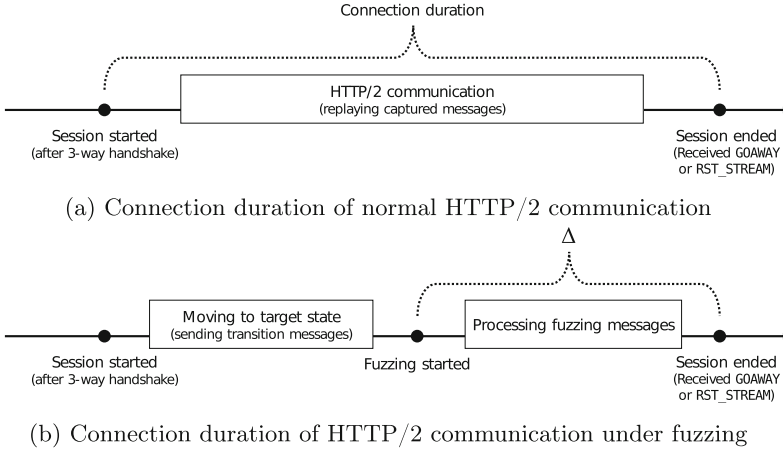 Connection duration
HTTP/2 communication
(replaying captured messages)
Session started
(after 3-way handshake)
Session ended
(Received GOAWAY
or RST_STREAM)
(a) Connection duration of normal HTTP/2 communication
Δ
Moving to target state
(sending transition messages)
Processing fuzzing messages
Session started
(after 3-way handshake)
Fuzzing started
Session ended
(Received GOAWAY
or RST_STREAM)
(b) Connection duration of HTTP/2 communication under fuzzing